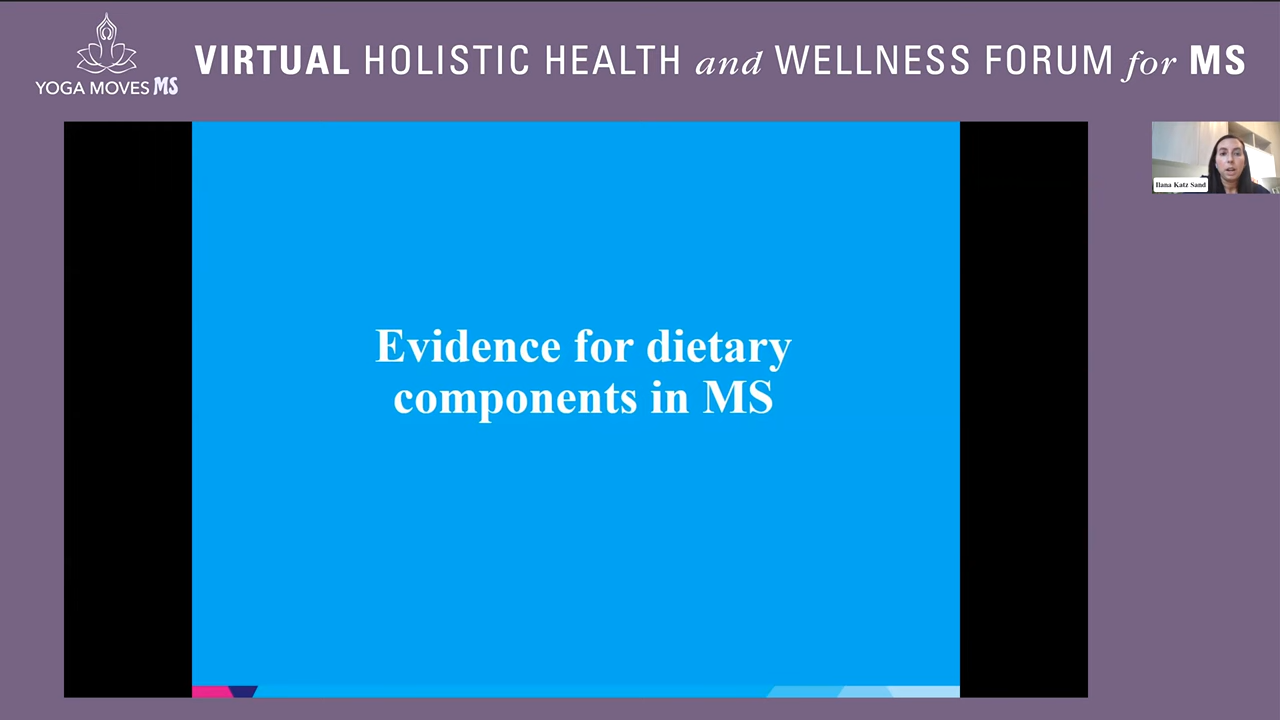 YOGA MOVES MS
VIRTUAL HOLISTIC HEALTH and WELLNESS FORUM for MS
Ilana Katz Sand
Evidence for dietary
components in MS